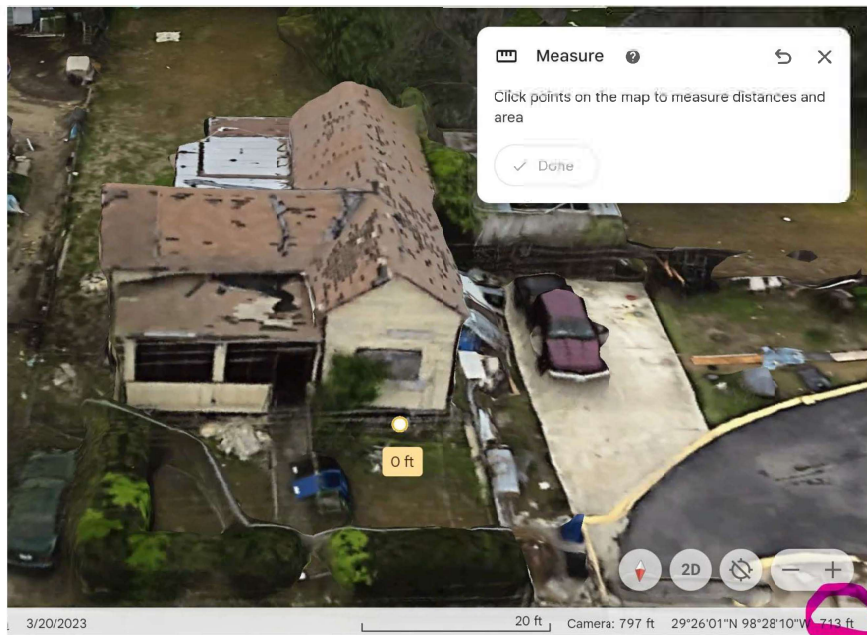 Measure
Click points on the map to measure distances and
area
Done
0 ft
2D
3/20/2023
20 ft
Camera: 797 ft
29°26'01"N 98°28'10"W
713 ft